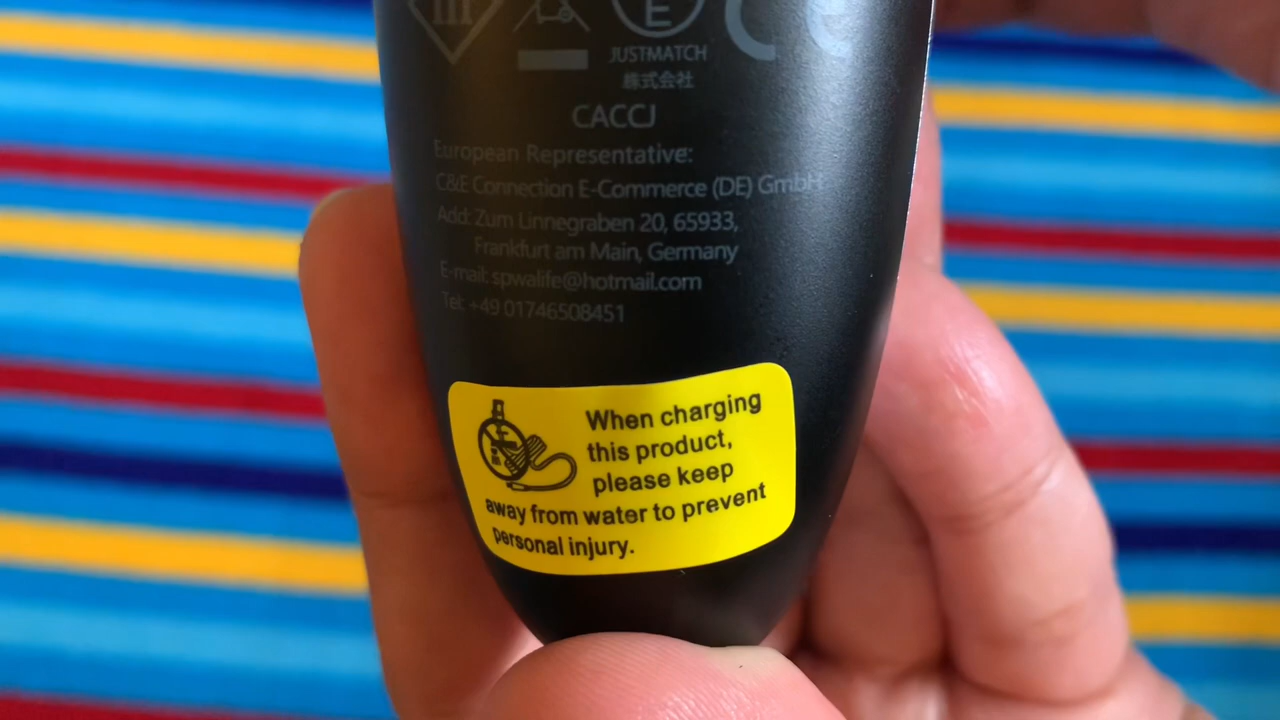 E
CE
JUSTMATCH
株式会社
CACCJ
European Representative:
C&E Connection E-Commerce (DE) GmbH
Add: Zum Linnegraben 20, 65933,
Frankfurt am Main, Germany
E-mail: spwalife@hotmail.com
Tel: +49 01746508451
When charging
this product,
please keep
away from water to prevent
personal injury.